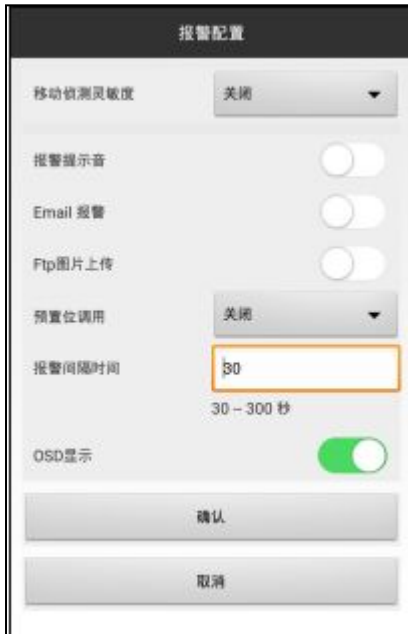 报警配置
移动侦测灵敏度 关闭
报警提示音
Email 报警
Ftp图片上传
预置位调用 关闭
报警间隔时间 30
30 ~ 300 秒
OSD显示
确认
取消